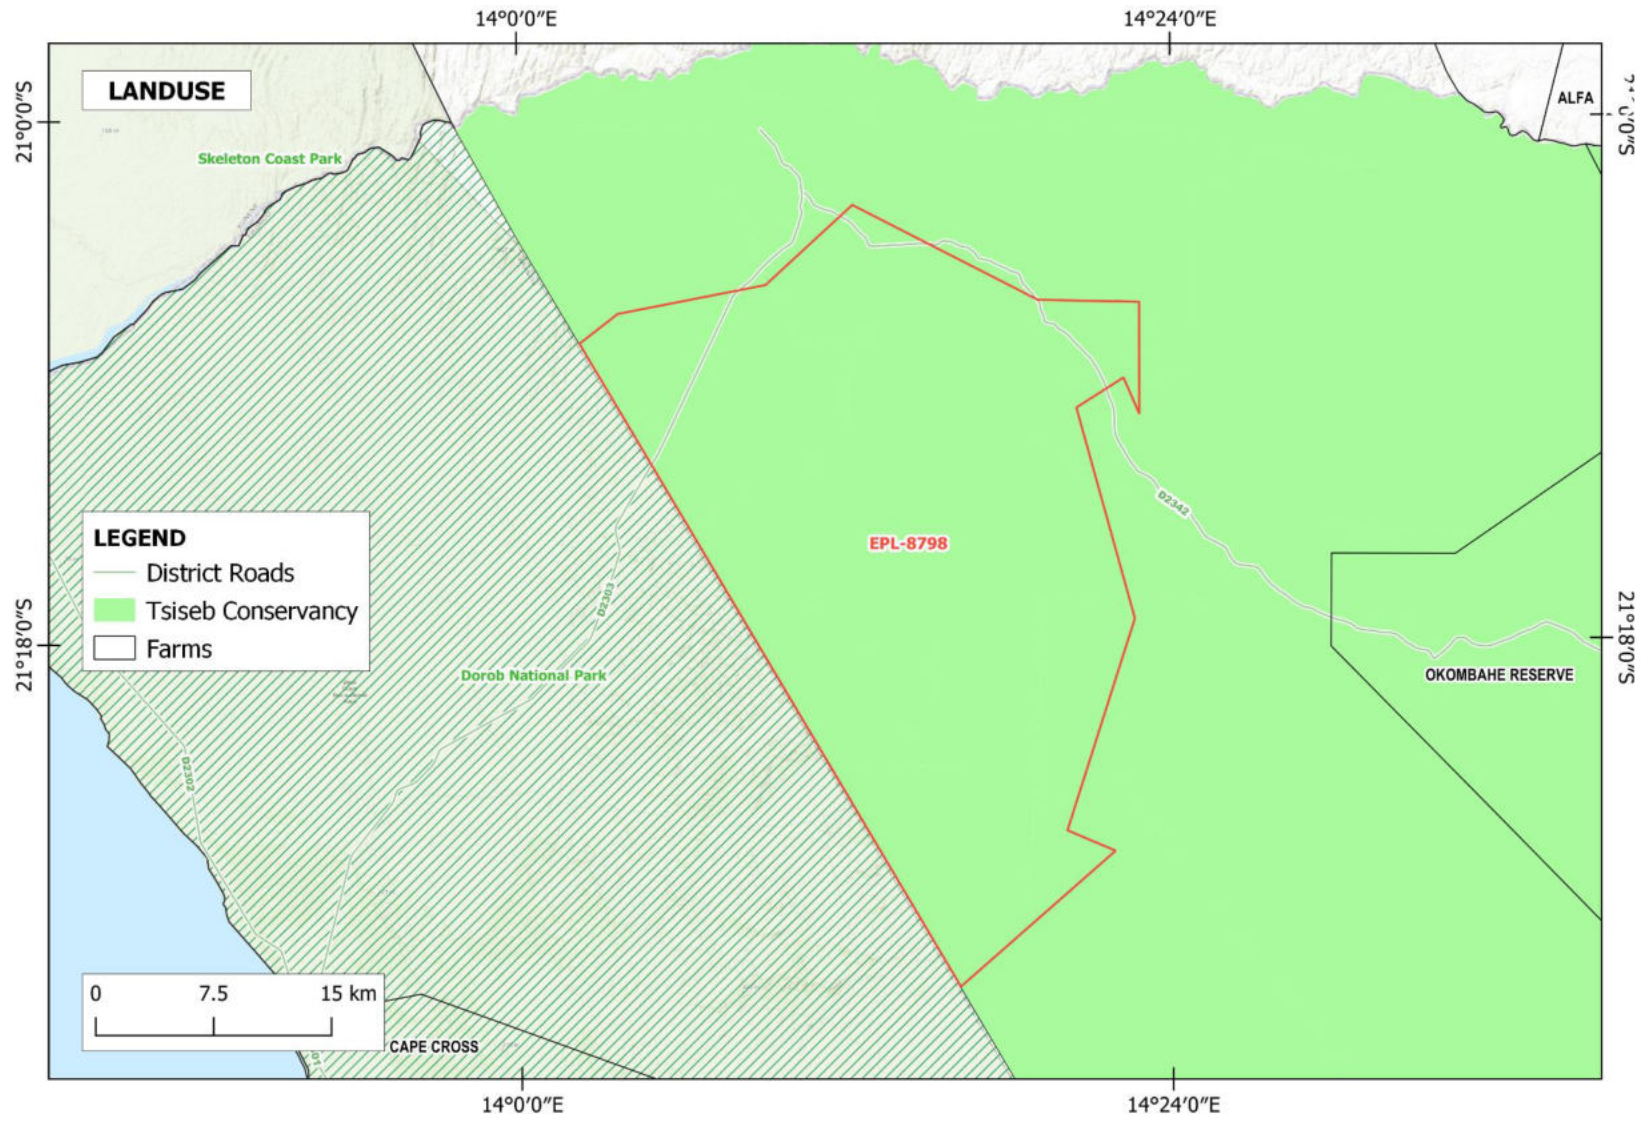 14°0′0″E
14°24′0″E
LANDUSE
ALFA
21°0′0″S
Skeleton Coast Park
LEGEND
District Roads
Tsiseb Conservancy
Farms
EPL-8798
D2342
D2303
21°18′0″S
21°18′0″S
Dorob National Park
OKOMBAHE RESERVE
D2302
0
7.5
15 km
CAPE CROSS
14°0′0″E
14°24′0″E